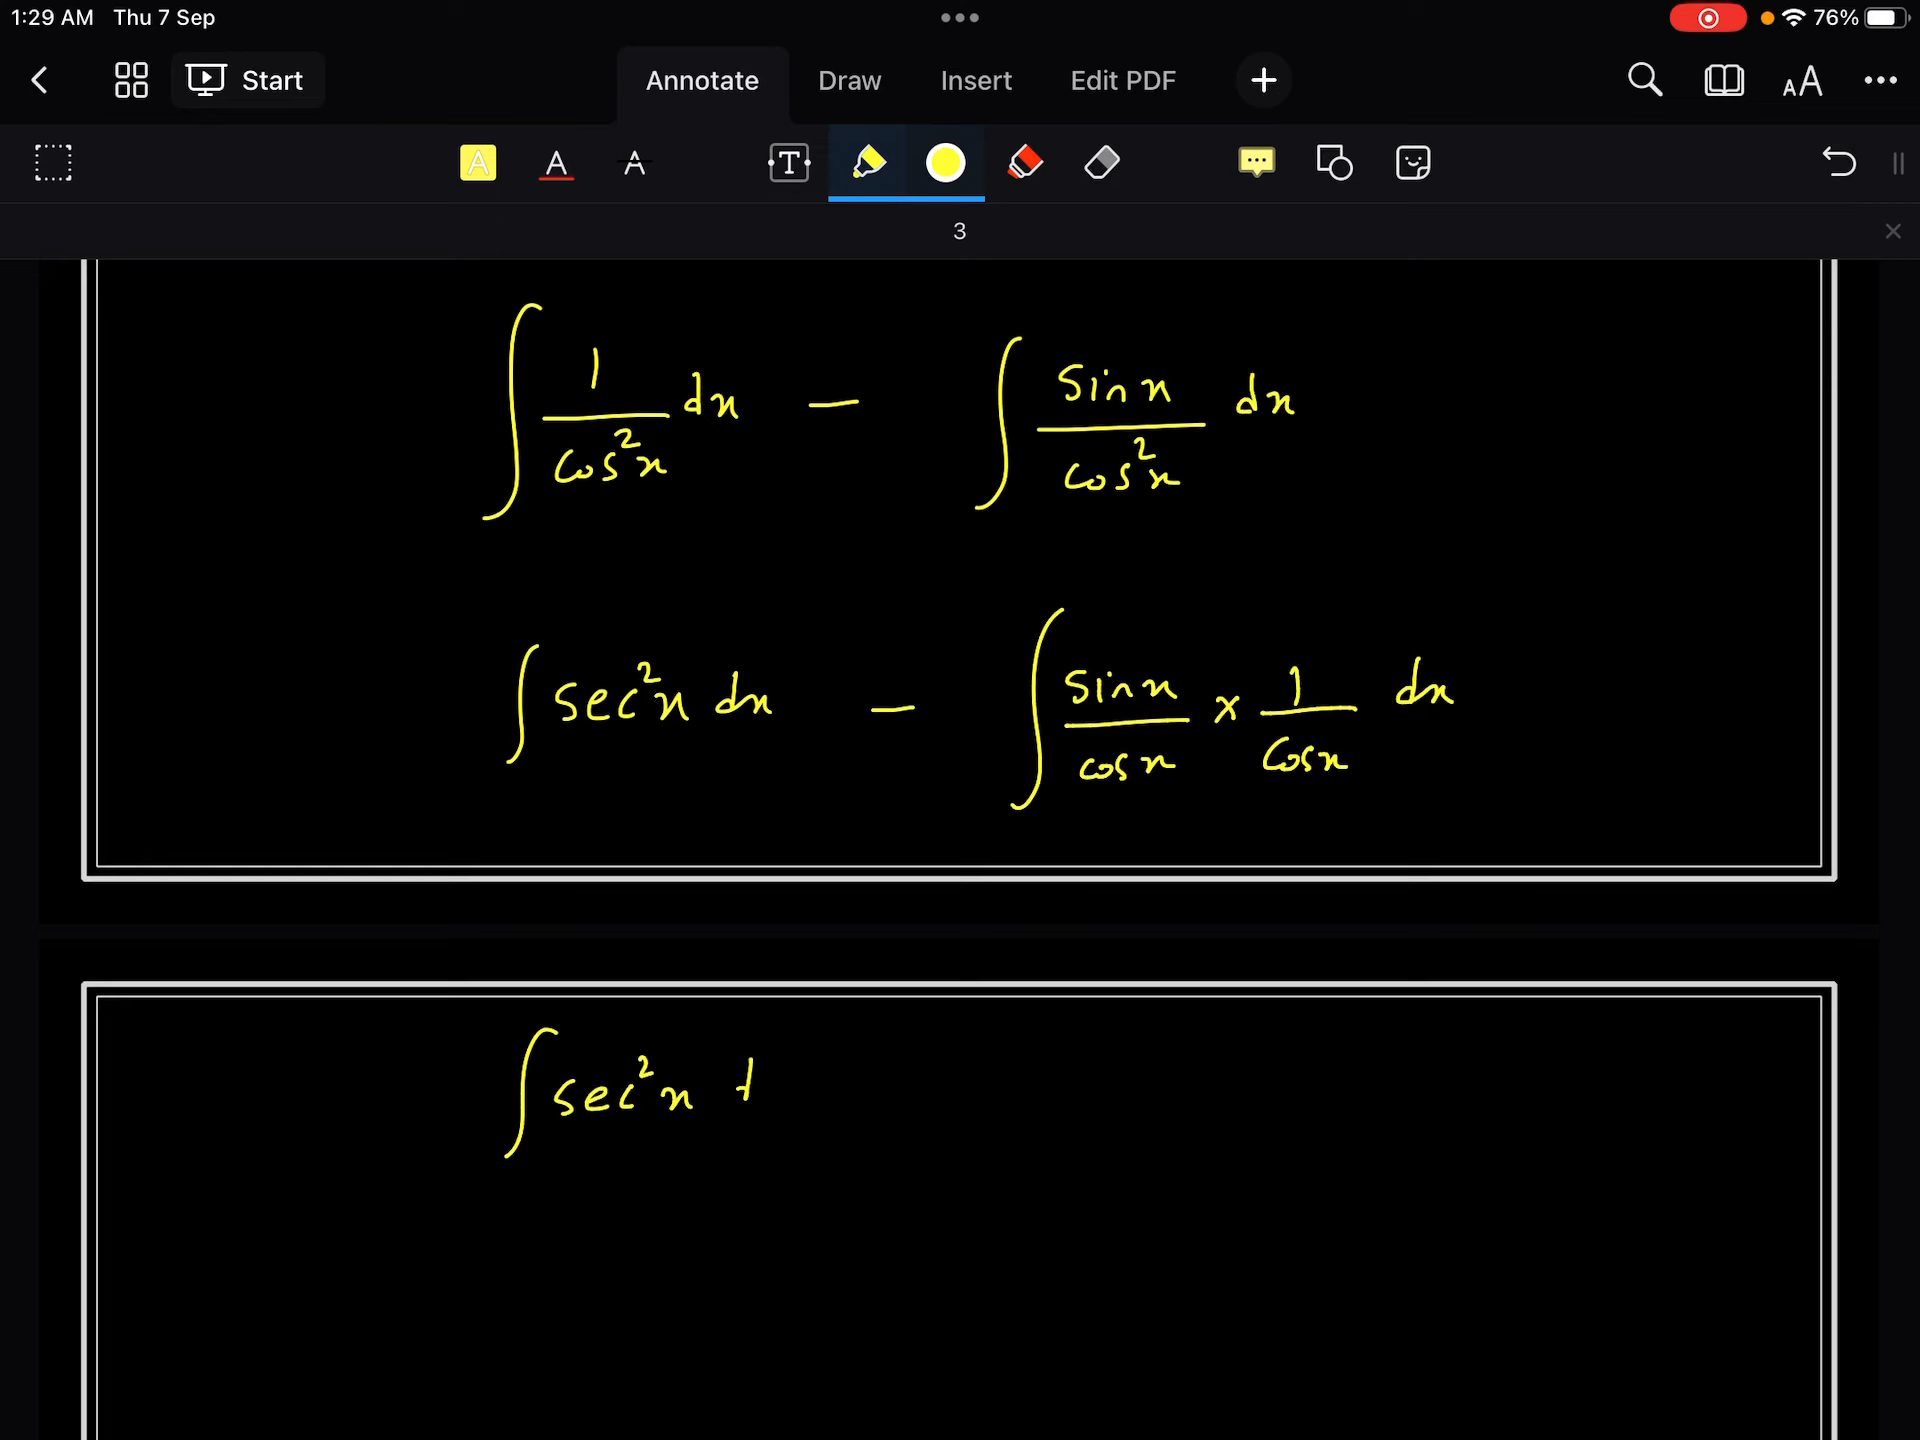 1:29 AM Thu 7 Sep 76%
Start Annotate Draw Insert Edit PDF + AA
A A A T
3
∫ 1/cos²x dx − ∫ sin x/cos²x dx
∫ sec²x dx − ∫ sin x/cos x × 1/cos x dx
∫ sec²x